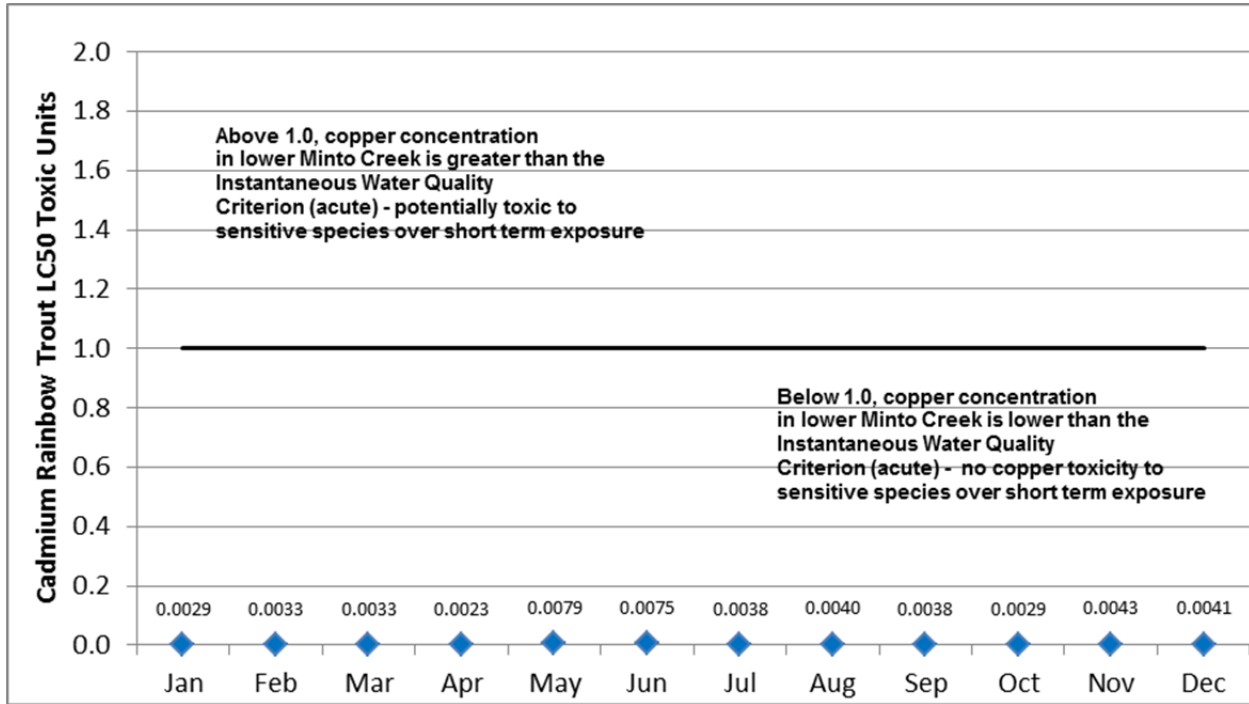 Cadmium Rainbow Trout LC50 Toxic Units
2.0
1.8
1.6
1.4
1.2
1.0
0.8
0.6
0.4
0.2
0.0
Above 1.0, copper concentration
in lower Minto Creek is greater than the
Instantaneous Water Quality
Criterion (acute) - potentially toxic to
sensitive species over short term exposure
Below 1.0, copper concentration
in lower Minto Creek is lower than the
Instantaneous Water Quality
Criterion (acute) -  no copper toxicity to
sensitive species over short term exposure
0.0029 0.0033 0.0033 0.0023 0.0079 0.0075 0.0038 0.0040 0.0038 0.0029 0.0043 0.0041
Jan Feb Mar Apr May Jun Jul Aug Sep Oct Nov Dec